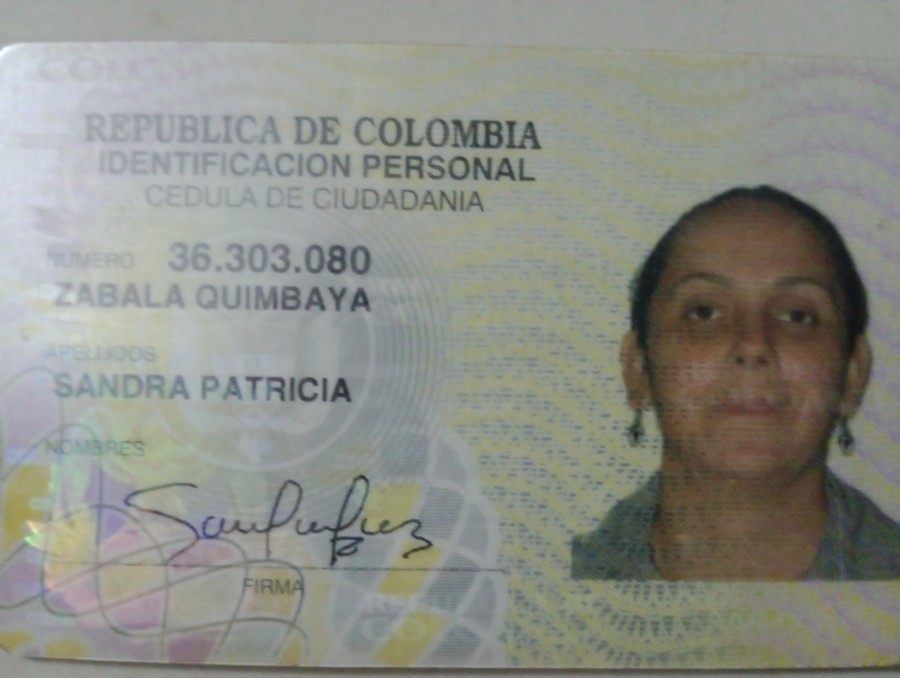 REPUBLICA DE COLOMBIA
IDENTIFICACION PERSONAL
CEDULA DE CIUDADANIA
NUMERO 36.303.080
ZABALA QUIMBAYA
APELLIDOS
SANDRA PATRICIA
NOMBRES
FIRMA